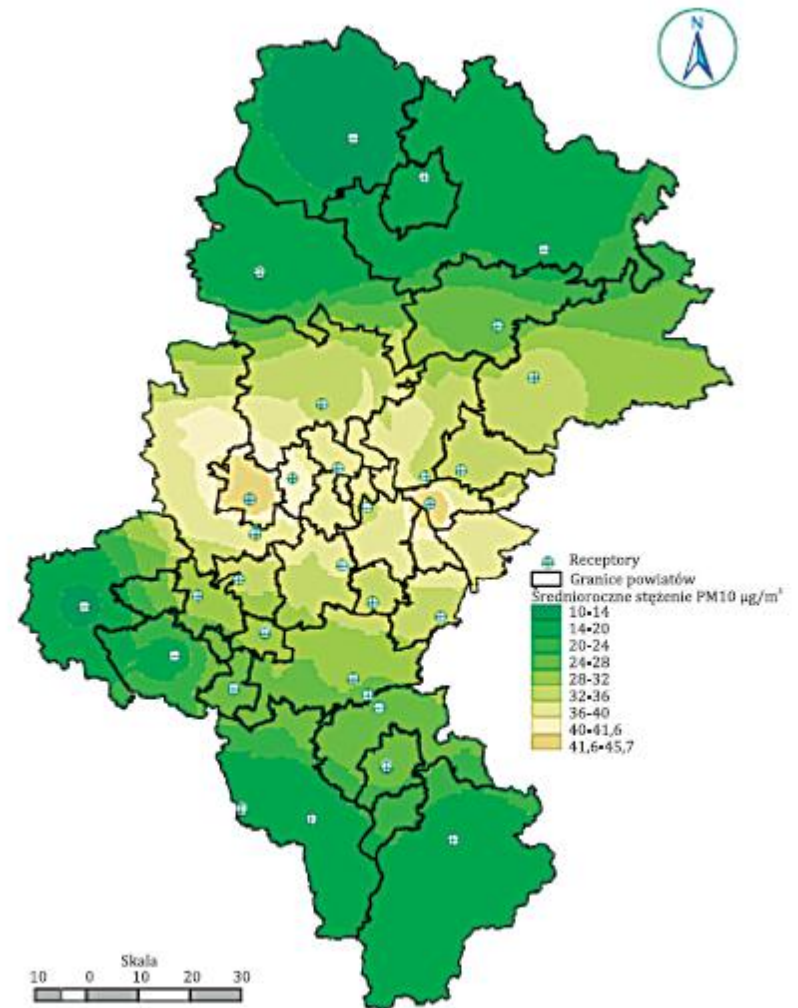 N
Receptory
Granice powiatów
Średnioroczne stężenie PM10 μg/m³
10-14
14-20
20-24
24-28
28-32
32-36
36-40
40-41,6
41,6-45,7
Skala
10 0 10 20 30